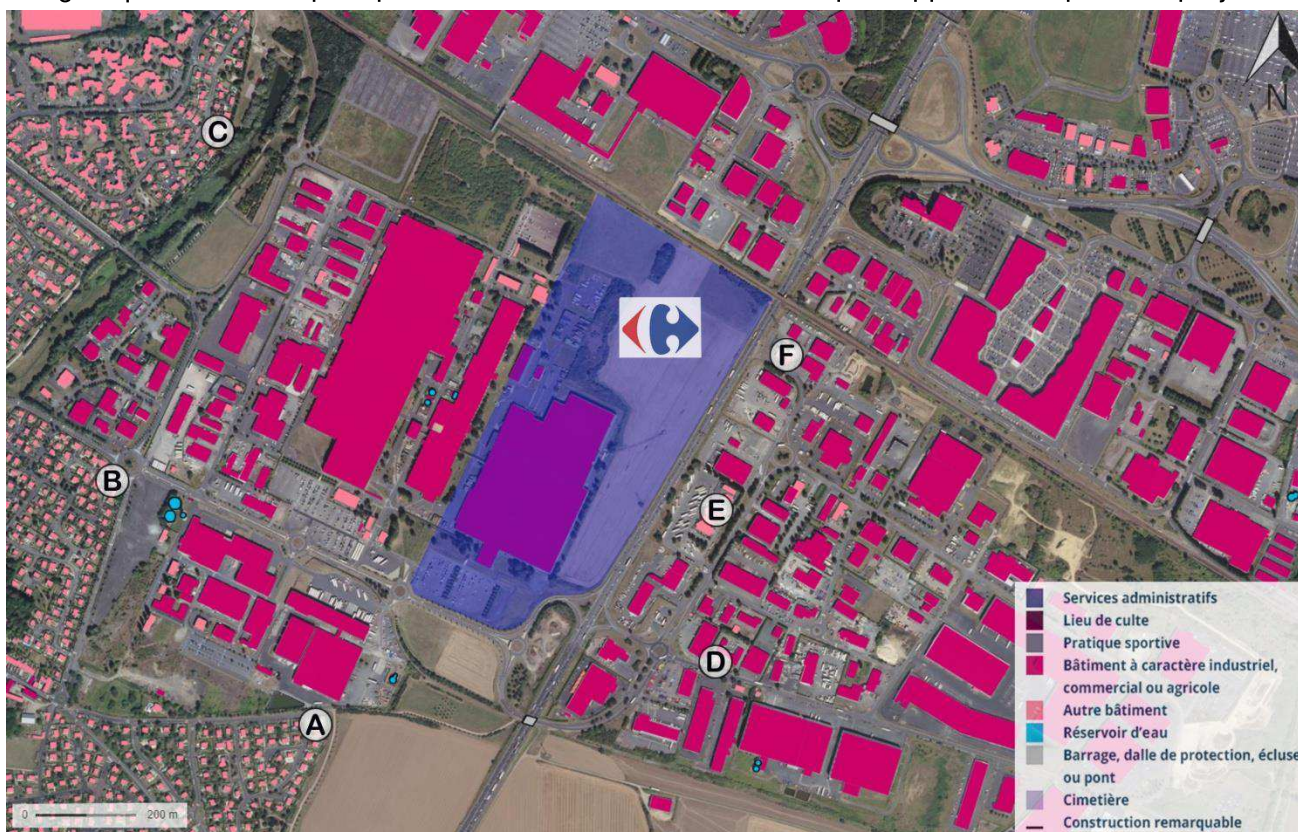 N
C
F
B
E
D
A
0 200 m
Services administratifs
Lieu de culte
Pratique sportive
Bâtiment à caractère industriel,
commercial ou agricole
Autre bâtiment
Réservoir d'eau
Barrage, dalle de protection, écluse
ou pont
Cimetière
Construction remarquable